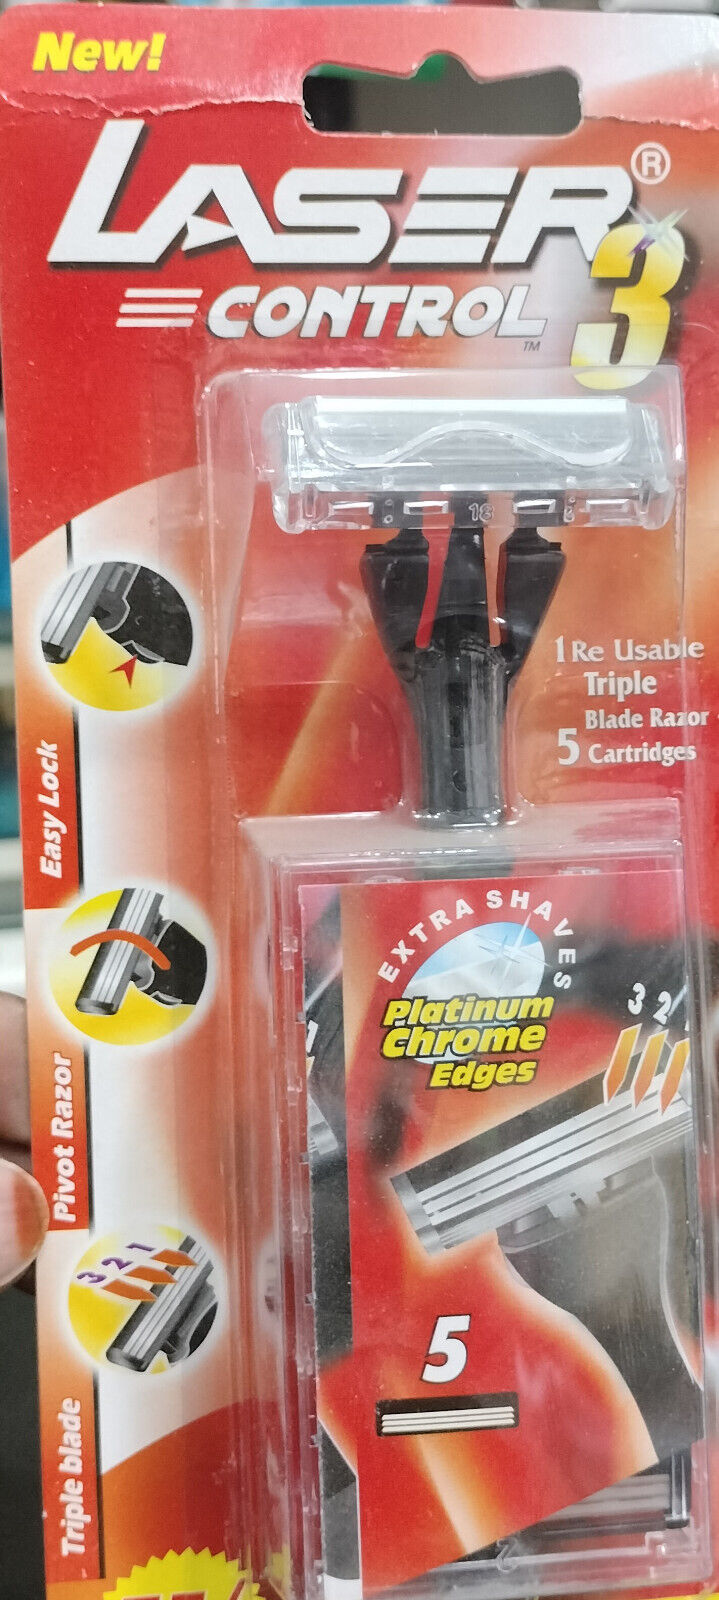 New!
LASER®
CONTROL™ 3
18
1 Re Usable
Triple
Blade Razor
5 Cartridges
Easy Lock
EXTRA SHAVES
Platinum
Chrome
Edges
3 2
Pivot Razor
3 2 1
5
Triple blade